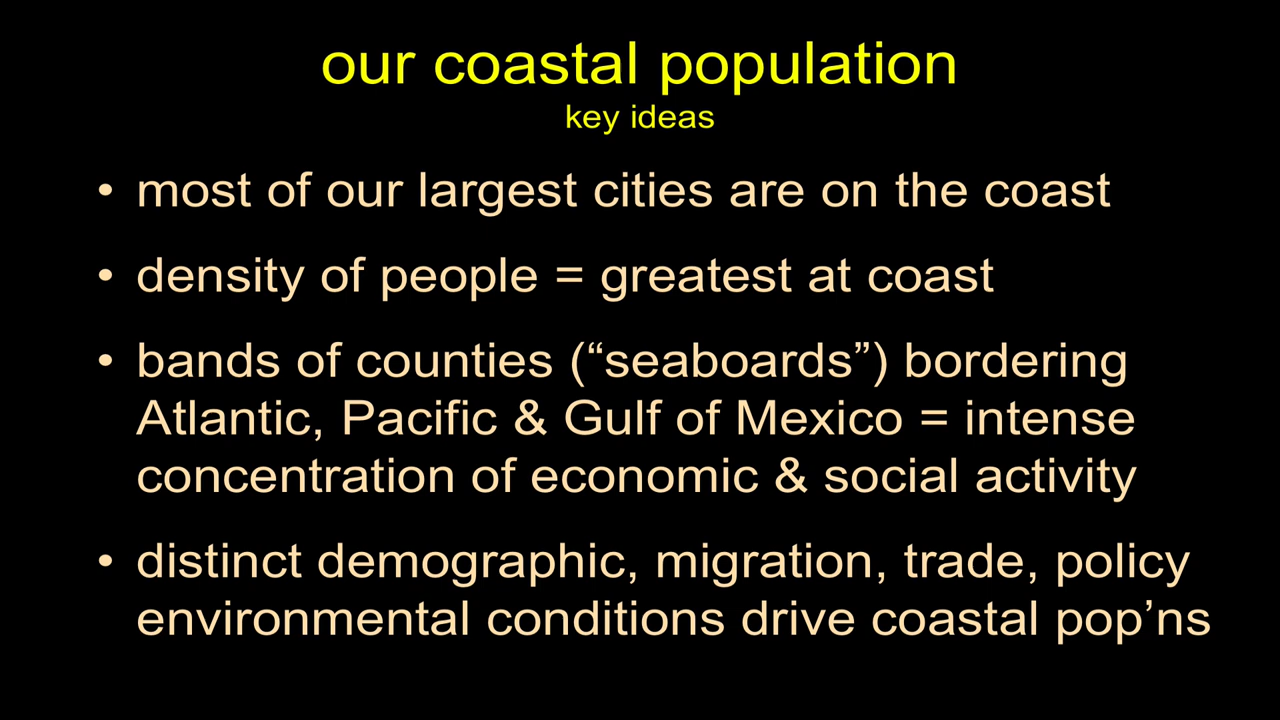 our coastal population
key ideas
• most of our largest cities are on the coast
• density of people = greatest at coast
• bands of counties (“seaboards”) bordering
Atlantic, Pacific & Gulf of Mexico = intense
concentration of economic & social activity
• distinct demographic, migration, trade, policy
environmental conditions drive coastal pop’ns